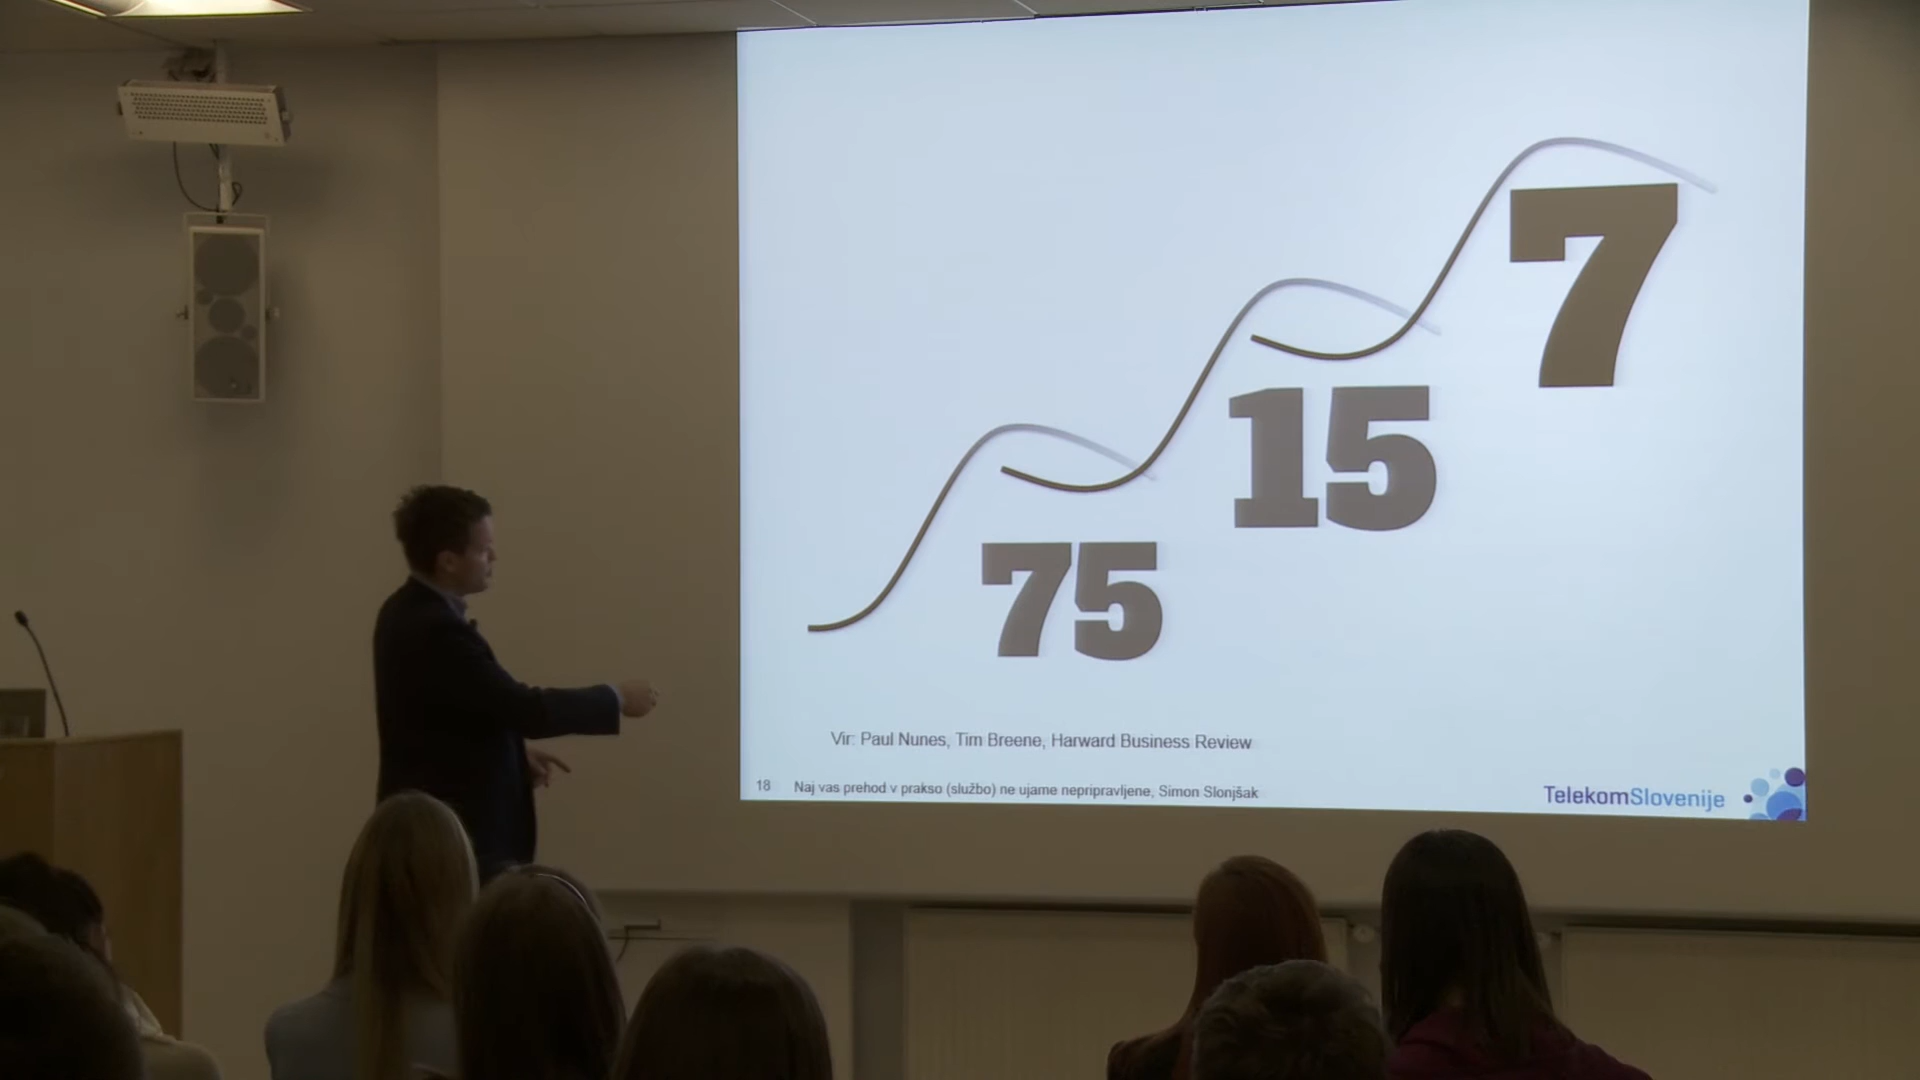 7
15
75
Vir: Paul Nunes, Tim Breene, Harward Business Review
18 Naj vas prehod v prakso (službo) ne ujame nepripravljene, Simon Slonjšak
TelekomSlovenije